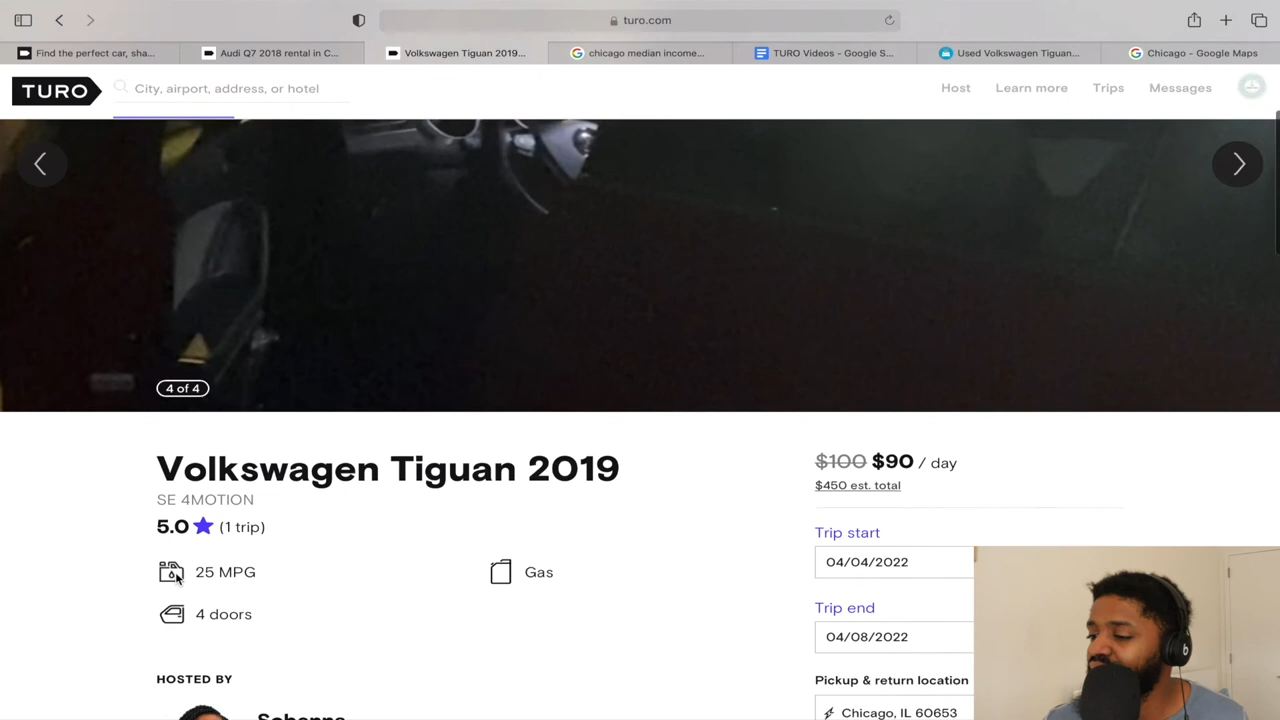 turo.com
Find the perfect car, sha...
Audi Q7 2018 rental in C...
Volkswagen Tiguan 2019...
chicago median income...
TURO Videos - Google S...
Used Volkswagen Tiguan...
Chicago - Google Maps
TURO
City, airport, address, or hotel
Host
Learn more
Trips
Messages
4 of 4
Volkswagen Tiguan 2019
SE 4MOTION
5.0 (1 trip)
25 MPG
Gas
4 doors
HOSTED BY
$100 $90 / day
$450 est. total
Trip start
04/04/2022
Trip end
04/08/2022
Pickup & return location
Chicago, IL 60653